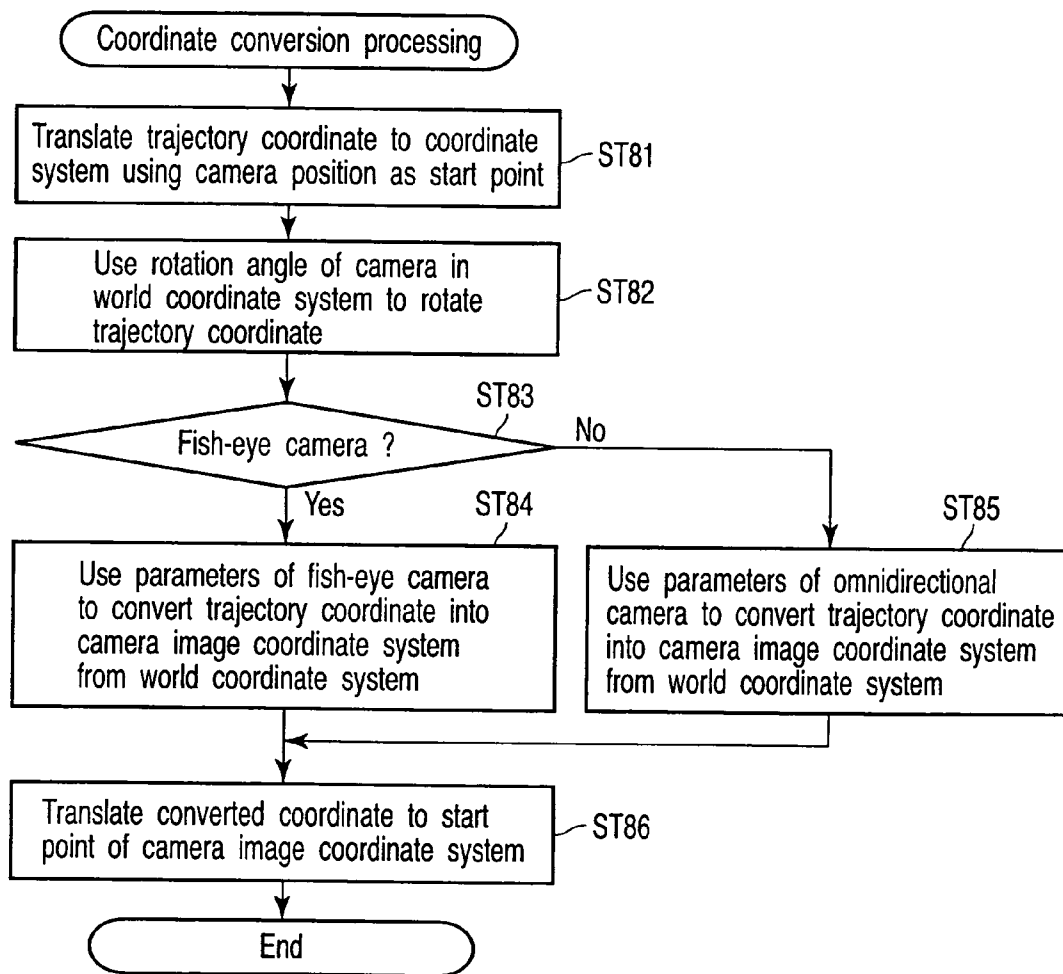 Coordinate conversion processing
Translate trajectory coordinate to coordinate
system using camera position as start point
ST81
Use rotation angle of camera in
world coordinate system to rotate
trajectory coordinate
ST82
ST83
Fish-eye camera ?
No
Yes
ST84
Use parameters of fish-eye camera
to convert trajectory coordinate into
camera image coordinate system
from world coordinate system
ST85
Use parameters of omnidirectional
camera to convert trajectory coordinate
into camera image coordinate system
from world coordinate system
Translate converted coordinate to start
point of camera image coordinate system
ST86
End